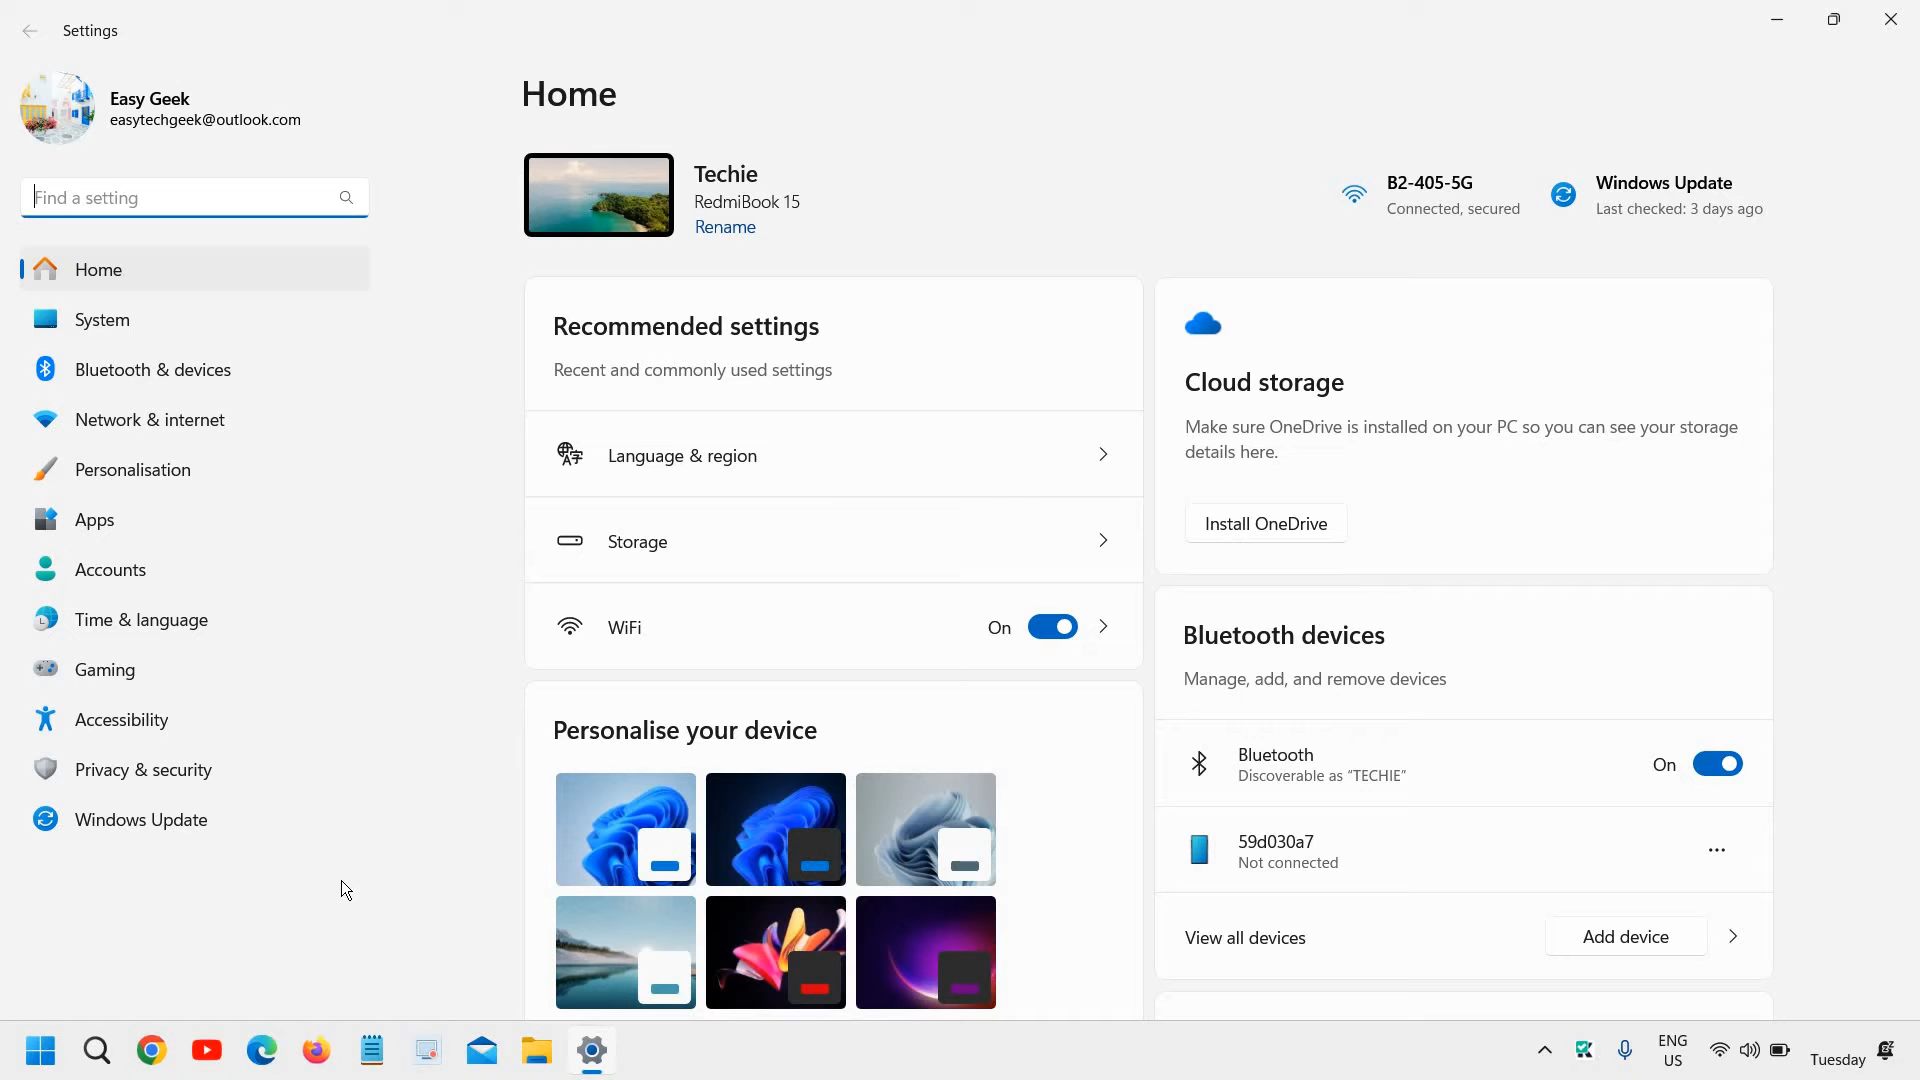 Settings
Easy Geek
easytechgeek@outlook.com
Find a setting
Home
System
Bluetooth & devices
Network & internet
Personalisation
Apps
Accounts
Time & language
Gaming
Accessibility
Privacy & security
Windows Update
Home
Techie
RedmiBook 15
Rename
B2-405-5G
Connected, secured
Windows Update
Last checked: 3 days ago
Recommended settings
Recent and commonly used settings
Language & region
Storage
WiFi
On
Personalise your device
Cloud storage
Make sure OneDrive is installed on your PC so you can see your storage
details here.
Install OneDrive
Bluetooth devices
Manage, add, and remove devices
Bluetooth
Discoverable as "TECHIE"
On
59d030a7
Not connected
View all devices
Add device
ENG
US
Tuesday